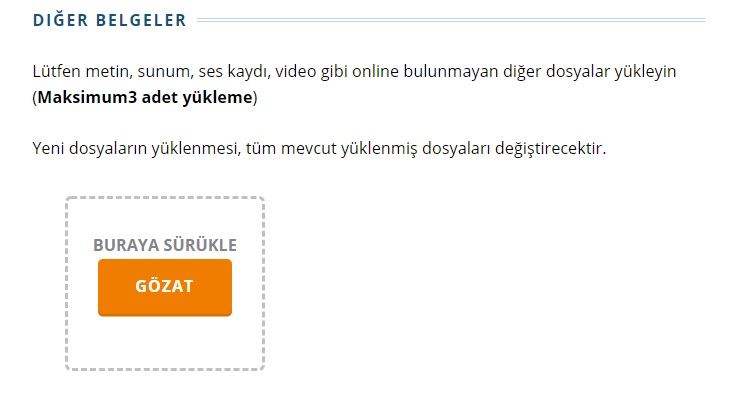 DIĞER BELGELER
Lütfen metin, sunum, ses kaydı, video gibi online bulunmayan diğer dosyalar yükleyin
(Maksimum3 adet yükleme)
Yeni dosyaların yüklenmesi, tüm mevcut yüklenmiş dosyaları değiştirecektir.
BURAYA SÜRÜKLE
GÖZAT